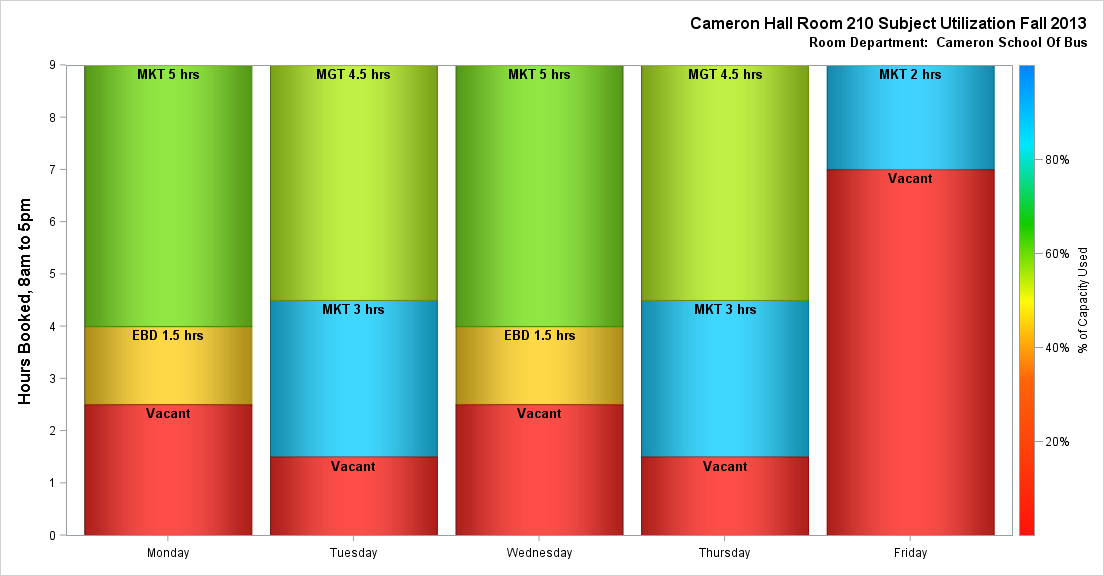 Cameron Hall Room 210 Subject Utilization Fall 2013
Room Department:  Cameron School Of Bus
Hours Booked, 8am to 5pm
9
8
7
6
5
4
3
2
1
0
MKT 5 hrs
EBD 1.5 hrs
Vacant
MGT 4.5 hrs
MKT 3 hrs
Vacant
MKT 5 hrs
EBD 1.5 hrs
Vacant
MGT 4.5 hrs
MKT 3 hrs
Vacant
MKT 2 hrs
Vacant
Monday
Tuesday
Wednesday
Thursday
Friday
80%
60%
40%
20%
% of Capacity Used